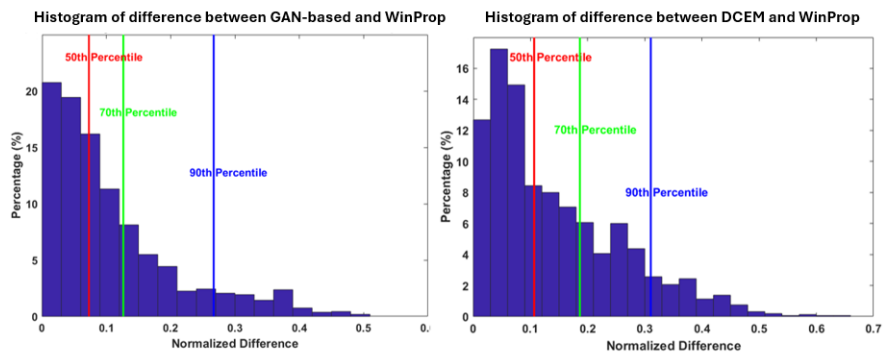 Histogram of difference between GAN-based and WinProp
50th Percentile
70th Percentile
90th Percentile
Percentage (%)
20
15
10
5
0
0 0.1 0.2 0.3 0.4 0.5
Normalized Difference
Histogram of difference between DCEM and WinProp
50th Percentile
70th Percentile
90th Percentile
Percentage (%)
16
14
12
10
8
6
4
2
0
0 0.1 0.2 0.3 0.4 0.5 0.6 0.7
Normalized Difference